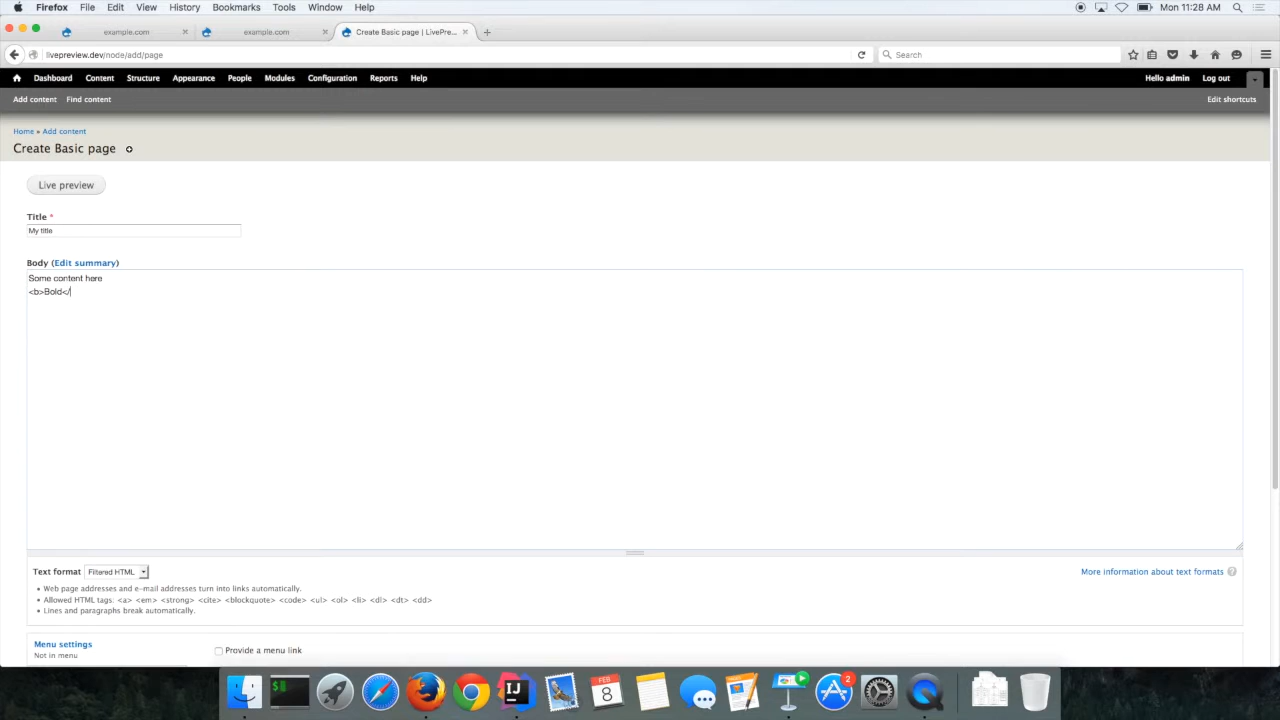 Firefox File Edit View History Bookmarks Tools Window Help Mon 11:28 AM
example.com example.com Create Basic page | LivePre...
livepreview.dev/node/add/page Search
Dashboard Content Structure Appearance People Modules Configuration Reports Help Hello admin Log out
Add content Find content Edit shortcuts
Home » Add content
Create Basic page
Live preview
Title *
My title
Body (Edit summary)
Some content here
<b>Bold</
Text format Filtered HTML More information about text formats ?
• Web page addresses and e-mail addresses turn into links automatically.
• Allowed HTML tags: <a> <em> <strong> <cite> <blockquote> <code> <ul> <ol> <li> <dl> <dt> <dd>
• Lines and paragraphs break automatically.
Menu settings
Not in menu
Provide a menu link
$
IJ
FEB
8
2